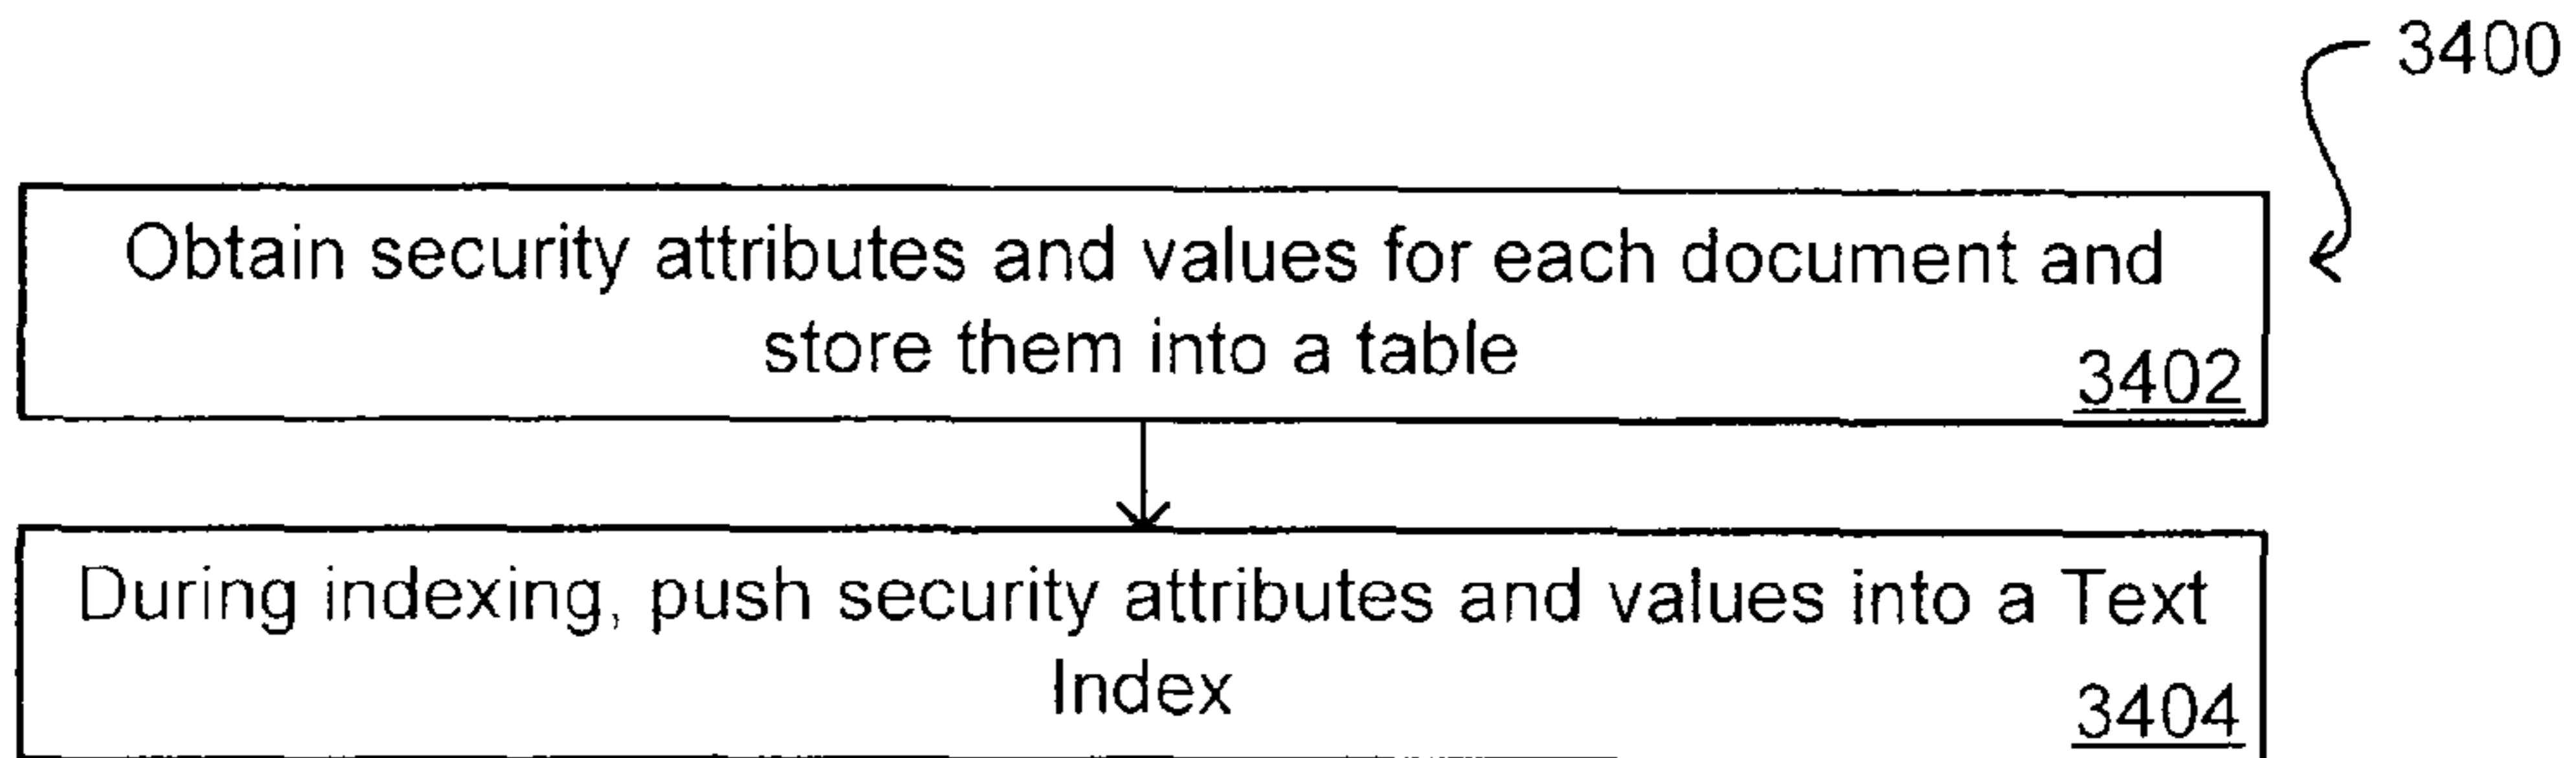 3400
Obtain security attributes and values for each document and
store them into a table
3402
During indexing, push security attributes and values into a Text
Index
3404